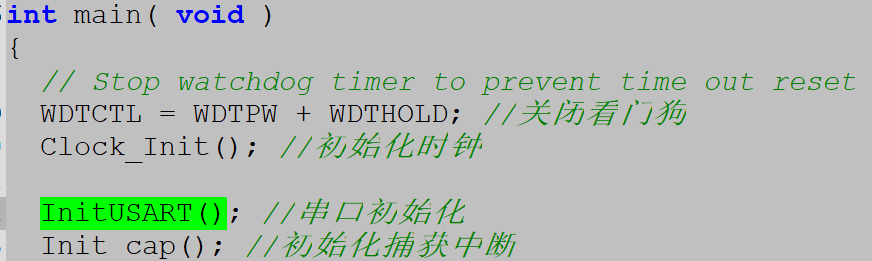 int main( void )
{
// Stop watchdog timer to prevent time out reset
WDTCTL = WDTPW + WDTHOLD; //关闭看门狗
Clock_Init(); //初始化时钟
InitUSART(); //串口初始化
Init cap(); //初始化捕获中断